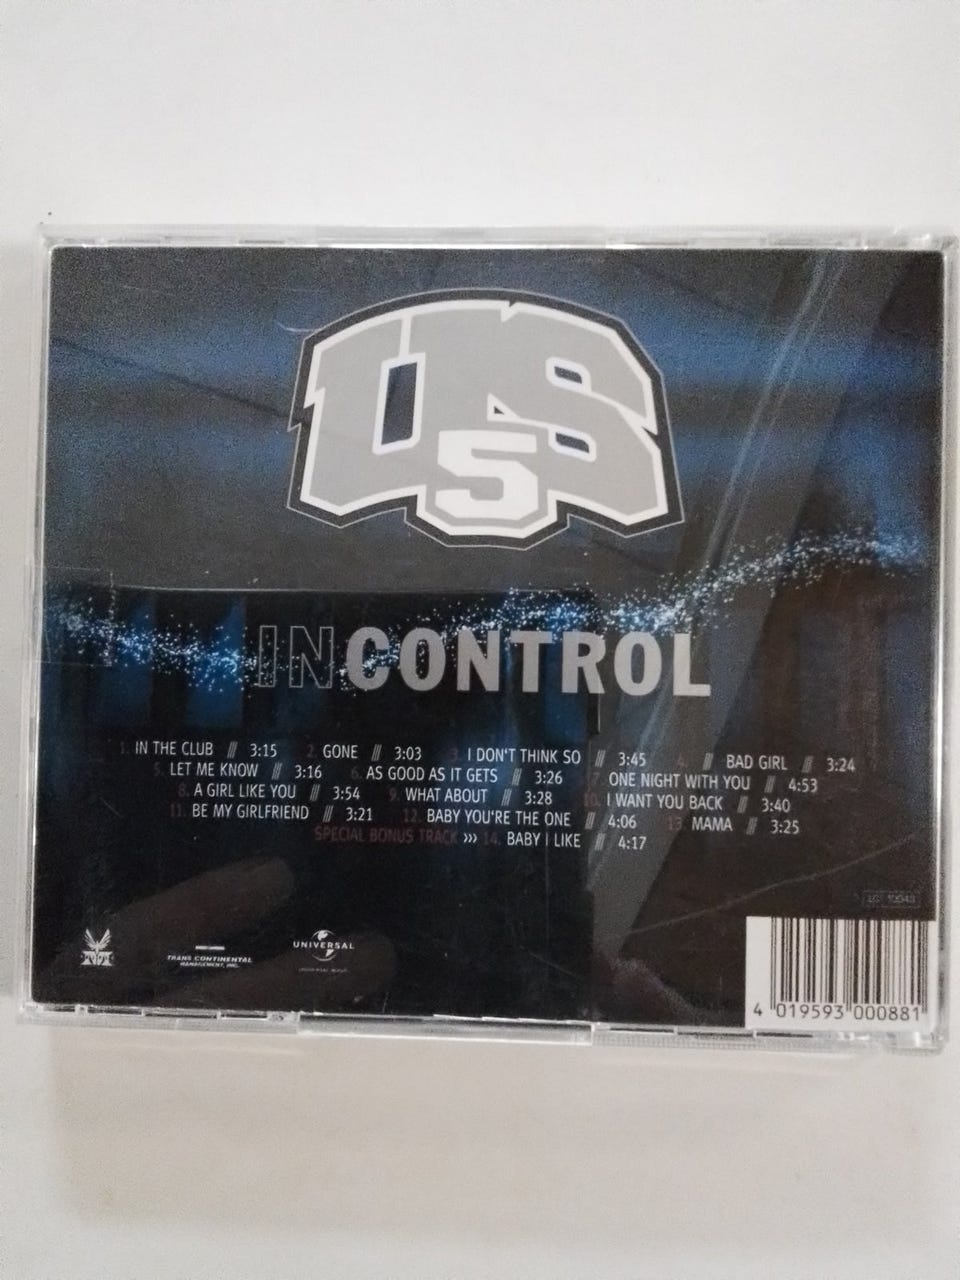 US5
INCONTROL
1. IN THE CLUB /// 3:15 2. GONE /// 3:03 3. I DON'T THINK SO /// 3:45 4. /// BAD GIRL /// 3:24
5. LET ME KNOW /// 3:16 6. AS GOOD AS IT GETS /// 3:26 7. ONE NIGHT WITH YOU /// 4:53
8. A GIRL LIKE YOU /// 3:54 9. WHAT ABOUT /// 3:28 10. I WANT YOU BACK /// 3:40
11. BE MY GIRLFRIEND /// 3:21 12. BABY YOU'RE THE ONE /// 4:06 13. MAMA /// 3:25
SPECIAL BONUS TRACK >>> 14. BABY I LIKE /// 4:17
TRANS CONTINENTAL
MANAGEMENT, INC.
UNIVERSAL
UNIVERSAL MUSIC
4 019593 000881